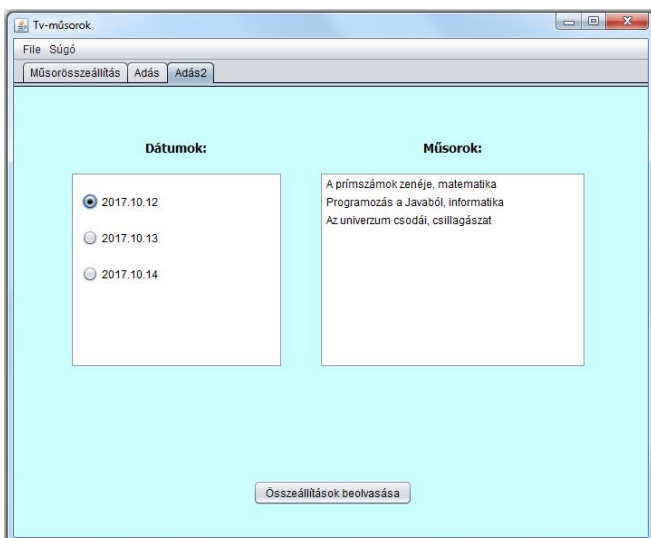 Tv-műsorok
File Súgó
Műsorösszeállítás Adás Adás2
Dátumok:
Műsorok:
2017.10.12
2017.10.13
2017.10.14
A prímszámok zenéje, matematika
Programozás a Javaból, informatika
Az univerzum csodái, csillagászat
Összeállítások beolvasása